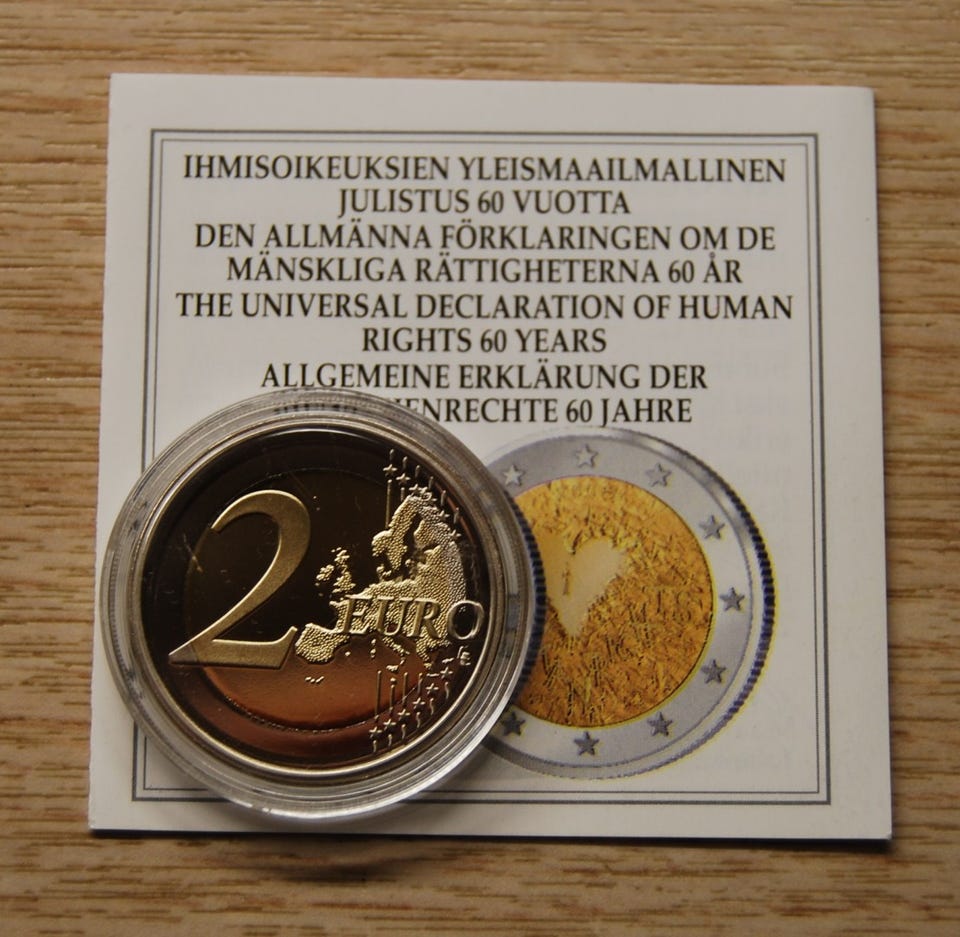 IHMISOIKEUKSIEN YLEISMAAILMALLINEN
JULISTUS 60 VUOTTA
DEN ALLMÄNNA FÖRKLARINGEN OM DE
MÄNSKLIGA RÄTTIGHETERNA 60 ÅR
THE UNIVERSAL DECLARATION OF HUMAN
RIGHTS 60 YEARS
ALLGEMEINE ERKLÄRUNG DER
60 JAHRE
2 EURO